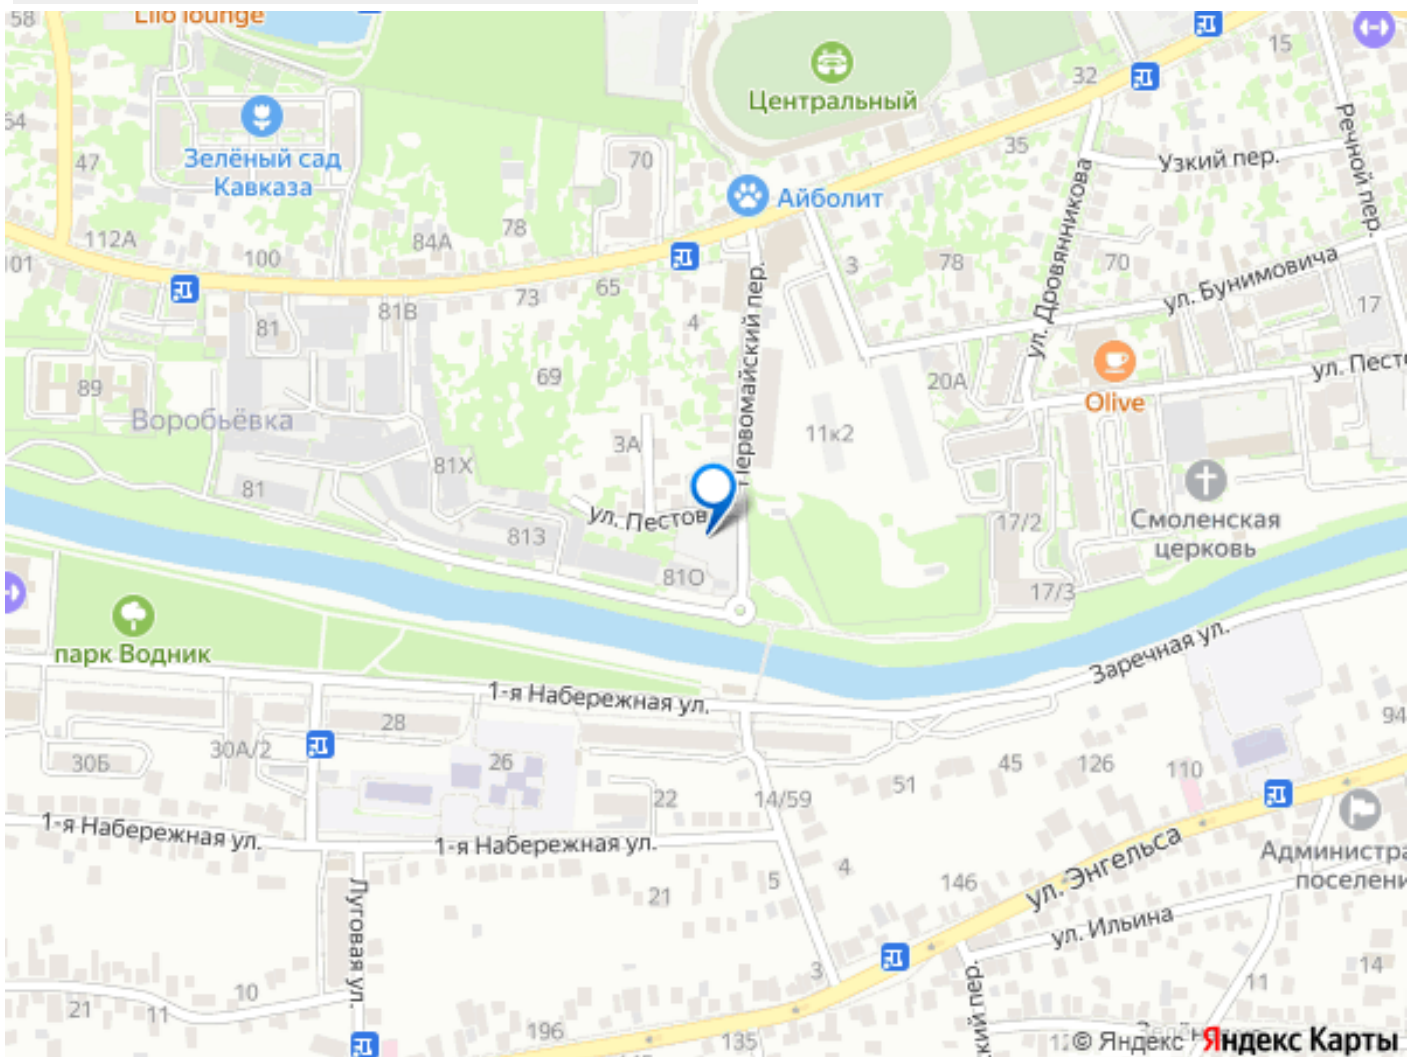 58
Lilo lounge
15
32
Центральный
54
35
Речной пер.
47
Зелёный сад
Кавказа
70
Узкий пер.
Айболит
78
112А
84А
100
101
3
78
70
ул. Дровянникова
ул. Бунимовича
73
65
81В
81
4
Первомайский пер.
17
69
20А
ул. Пест
89
Olive
Воробьёвка
3А
11к2
81Х
81
ул. Пестов
813
17/2
Смоленская
церковь
81О
17/3
парк Водник
Заречная ул.
1-я Набережная ул.
28
94
30А/2
30Б
26
45
126
110
51
22
14/59
1-я Набережная ул.
1-я Набережная ул.
ул. Энгельса
Администра
поселени
4
5
146
21
Луговая ул.
ул. Ильина
3
ский пер.
14
11
10
21
11
196
135
© Яндекс Яндекс Карты